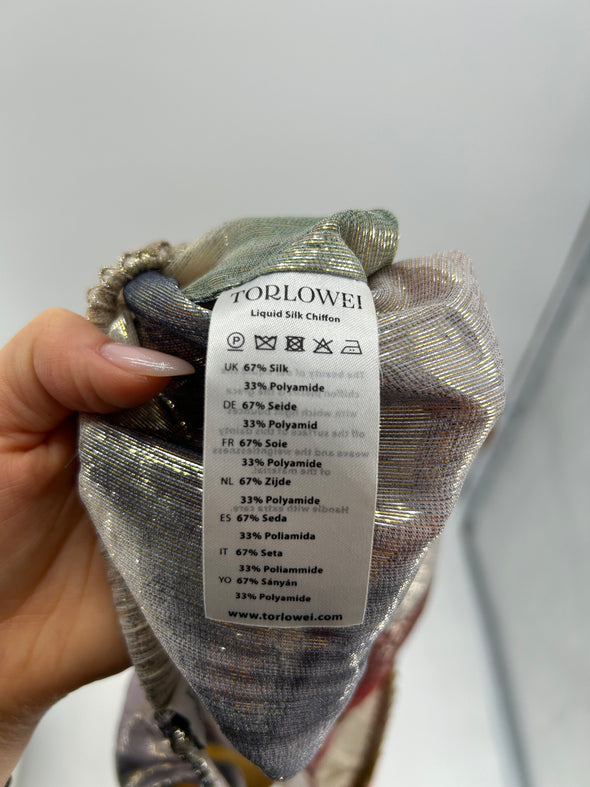 TORLOWEI
Liquid Silk Chiffon
P
UK 67% Silk
33% Polyamide
DE 67% Seide
33% Polyamid
FR 67% Soie
33% Polyamide
NL 67% Zijde
33% Polyamide
ES 67% Seda
33% Poliamida
IT 67% Seta
33% Poliammide
YO 67% Sányán
33% Polyamide
www.torlowei.com